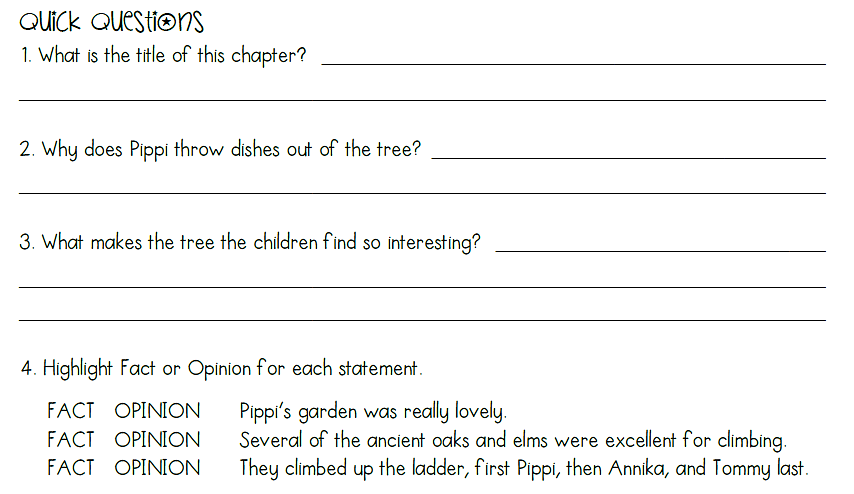 Quick Questions
1. What is the title of this chapter?
2. Why does Pippi throw dishes out of the tree?
3. What makes the tree the children find so interesting?
4. Highlight Fact or Opinion for each statement.
FACT OPINION Pippi's garden was really lovely.
FACT OPINION Several of the ancient oaks and elms were excellent for climbing.
FACT OPINION They climbed up the ladder, first Pippi, then Annika, and Tommy last.